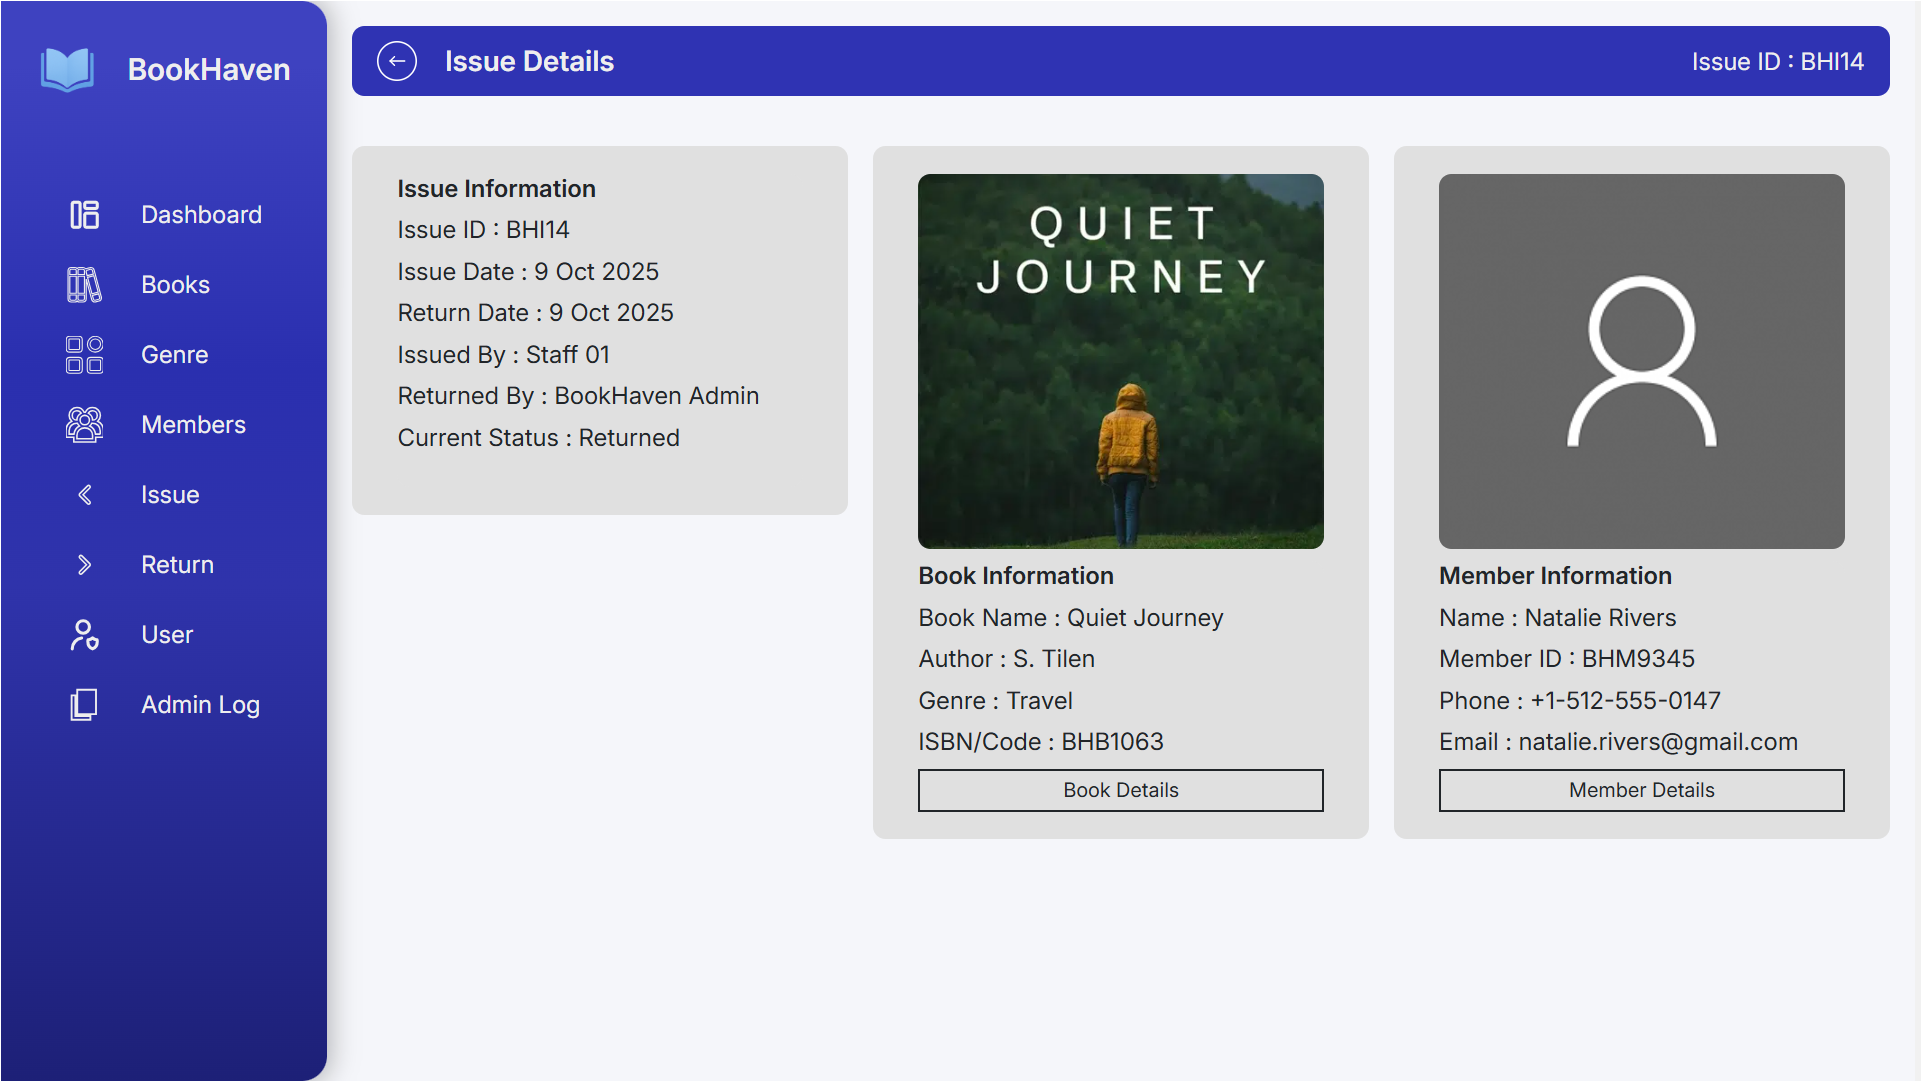 BookHaven
Dashboard
Books
Genre
Members
Issue
Return
User
Admin Log
Issue Details
Issue ID : BHI14
Issue Information
Issue ID : BHI14
Issue Date : 9 Oct 2025
Return Date : 9 Oct 2025
Issued By : Staff 01
Returned By : BookHaven Admin
Current Status : Returned
QUIET
JOURNEY
Book Information
Book Name : Quiet Journey
Author : S. Tilen
Genre : Travel
ISBN/Code : BHB1063
Book Details
Member Information
Name : Natalie Rivers
Member ID : BHM9345
Phone : +1-512-555-0147
Email : natalie.rivers@gmail.com
Member Details